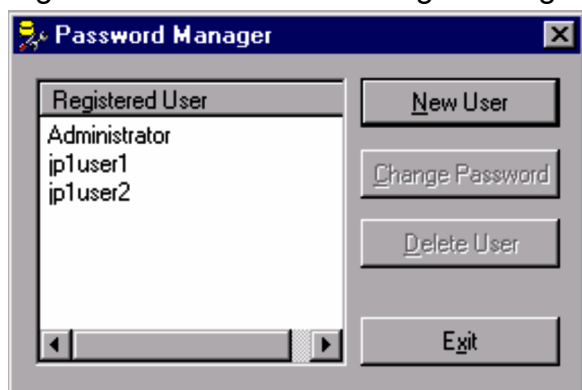 Password Manager
Registered User
Administrator
jp1user1
jp1user2
New User
Change Password
Delete User
Exit